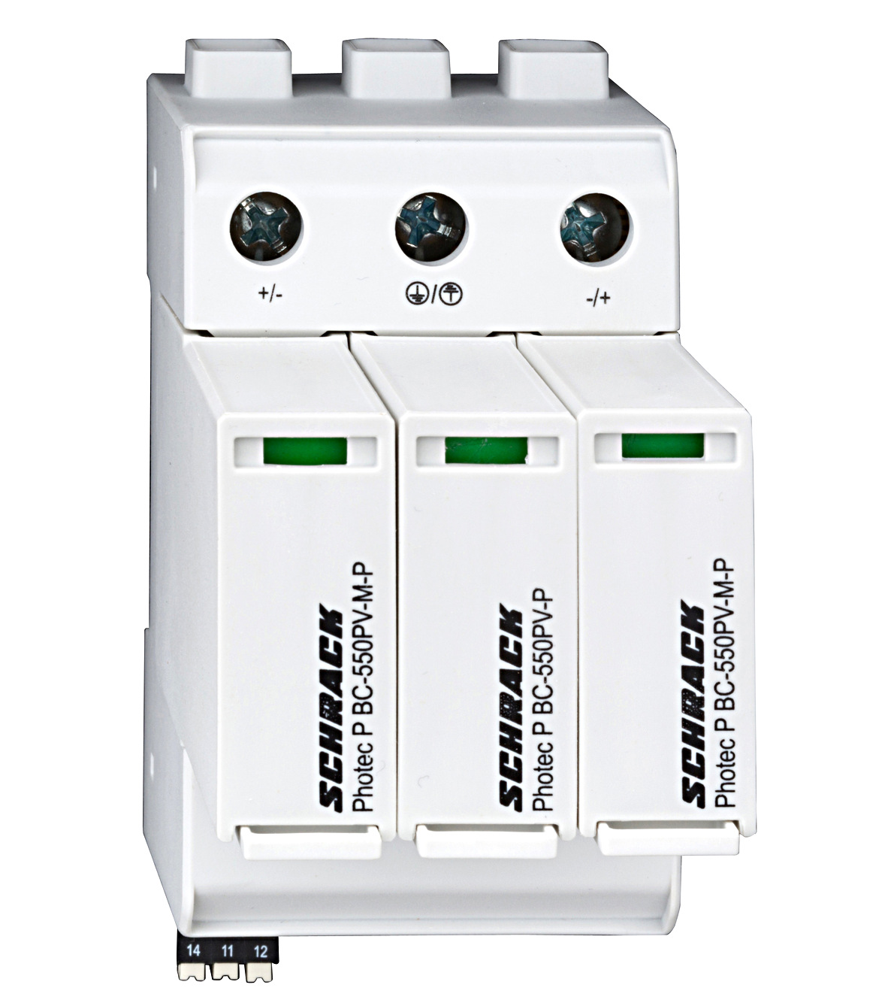 +/-
⏚/⏚
-/+
SCHRACK
Photec P BC-550PV-M-P
SCHRACK
Photec P BC-550PV-P
SCHRACK
Photec P BC-550PV-M-P
14 11 12